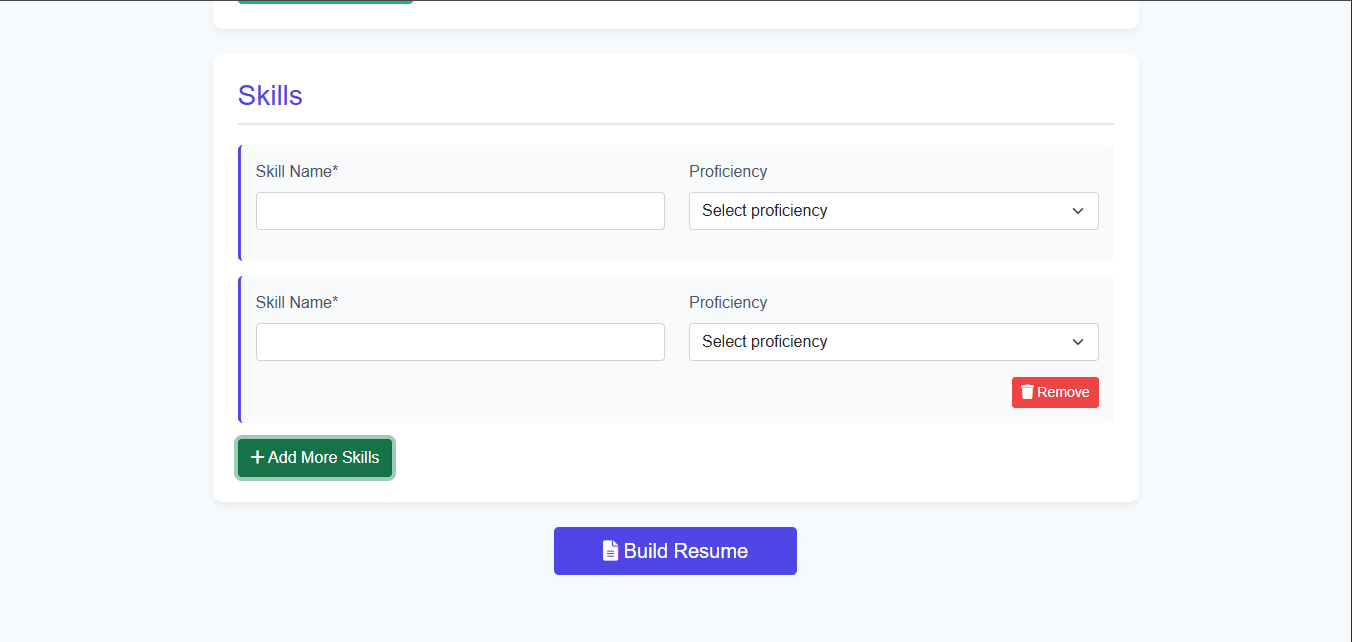 Skills
Skill Name* Proficiency
Select proficiency
Skill Name* Proficiency
Select proficiency
Remove
Add More Skills
Build Resume